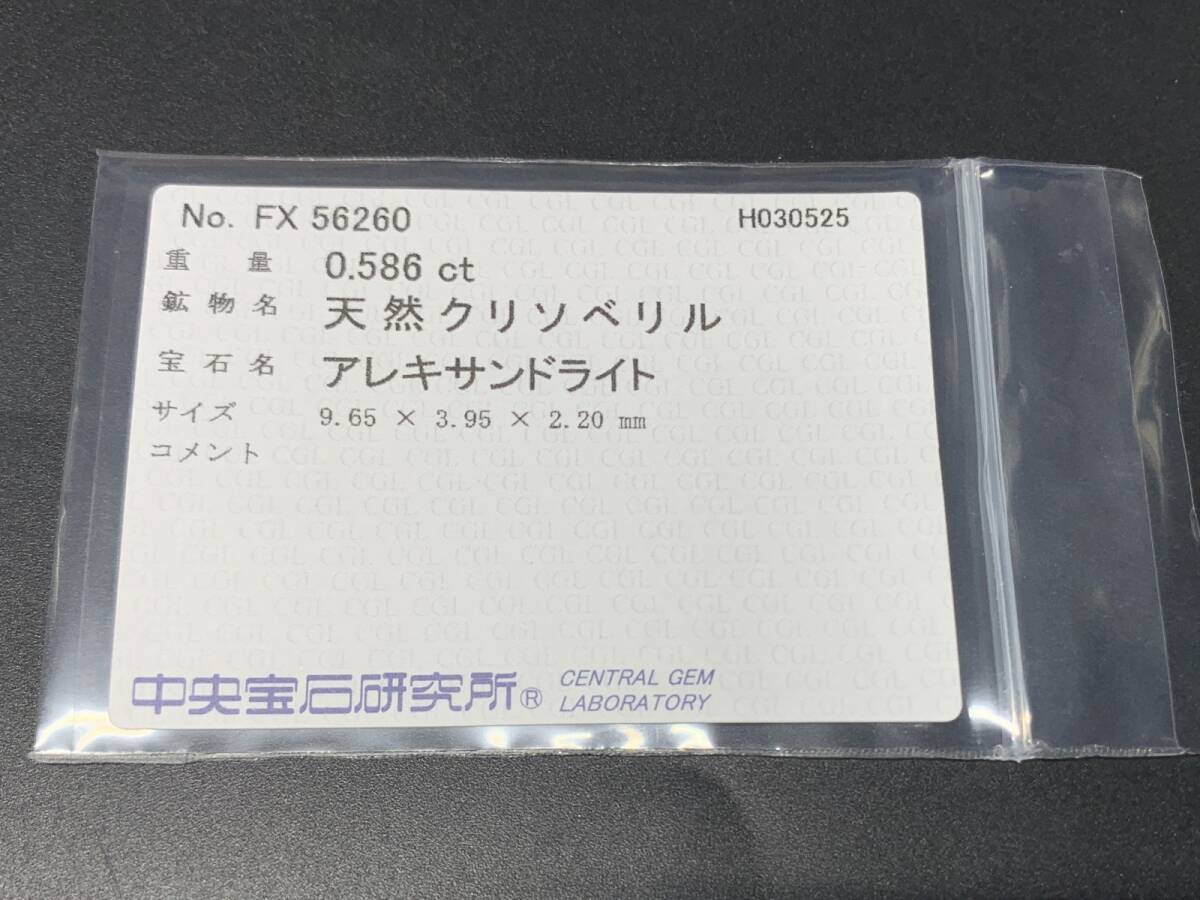 No. FX 56260 H030525
重量 0.586 ct
鉱物名 天然クリソベリル
宝石名 アレキサンドライト
サイズ 9.65 × 3.95 × 2.20 ㎜
コメント
中央宝石研究所® CENTRAL GEM
LABORATORY